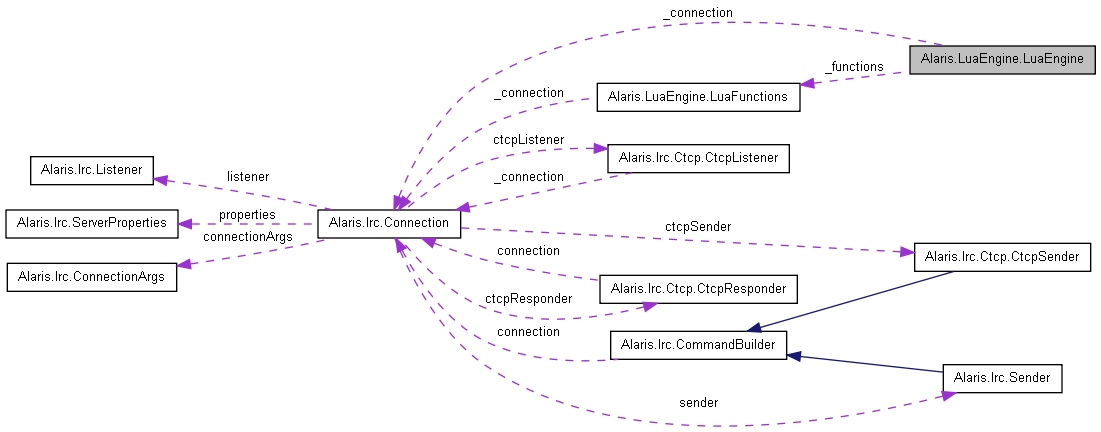 _connection
Alaris.LuaEngine.LuaEngine
_functions
Alaris.LuaEngine.LuaFunctions
_connection
ctcpListener
Alaris.Irc.Ctcp.CtcpListener
Alaris.Irc.Listener
listener
_connection
Alaris.Irc.ServerProperties
properties
Alaris.Irc.Connection
connectionArgs
ctcpSender
Alaris.Irc.Ctcp.CtcpSender
connection
Alaris.Irc.ConnectionArgs
Alaris.Irc.Ctcp.CtcpResponder
ctcpResponder
connection
Alaris.Irc.CommandBuilder
Alaris.Irc.Sender
sender